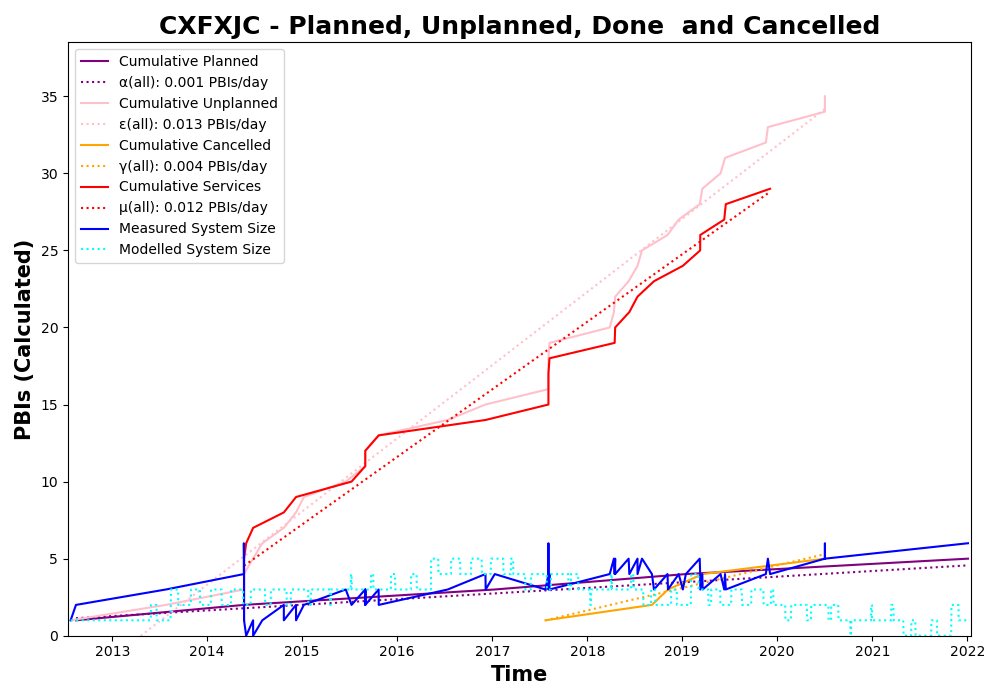 CXFXJC - Planned, Unplanned, Done  and Cancelled
Cumulative Planned
α(all): 0.001 PBIs/day
Cumulative Unplanned
ε(all): 0.013 PBIs/day
Cumulative Cancelled
γ(all): 0.004 PBIs/day
Cumulative Services
μ(all): 0.012 PBIs/day
Measured System Size
Modelled System Size
PBIs (Calculated)
35
30
25
20
15
10
5
0
2013 2014 2015 2016 2017 2018 2019 2020 2021 2022
Time